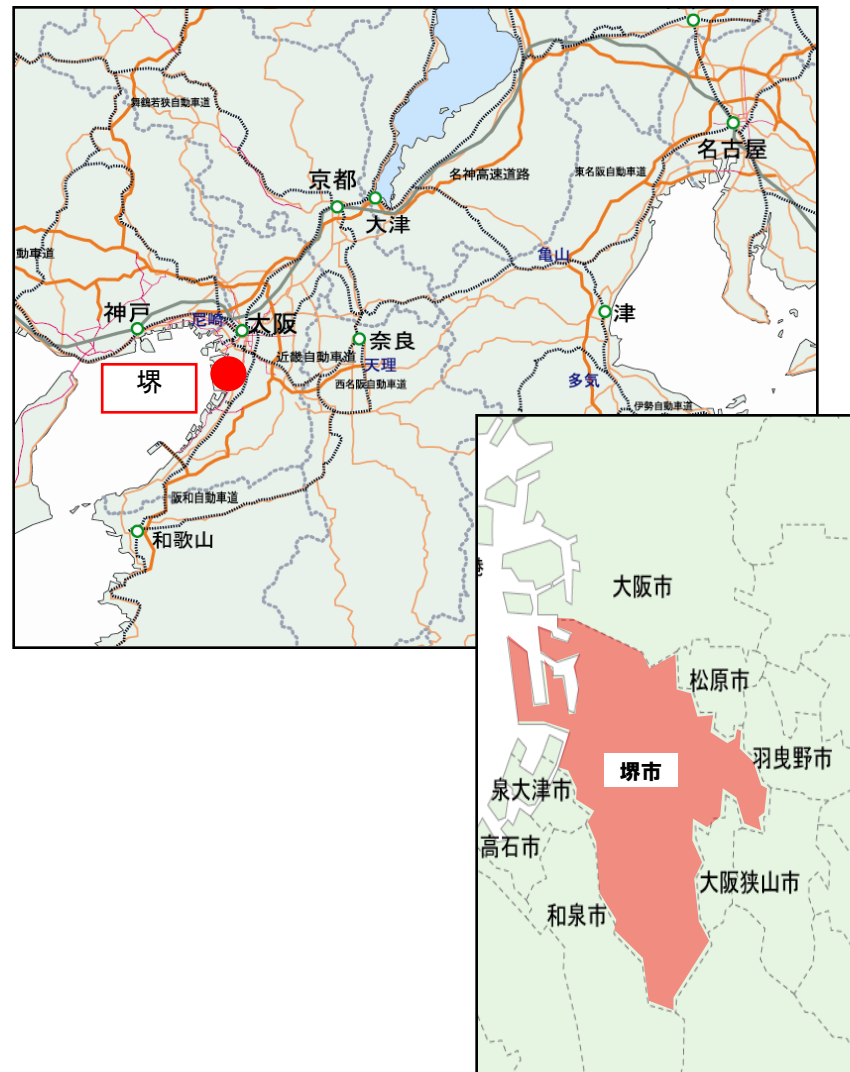 舞鶴若狭自動車道
名古屋
京都
名神高速道路
東名阪自動車道
大津
動車道
亀山
神戸
尼崎
大阪
津
奈良
近畿自動車道
天理
堺
西名阪自動車道
多気
伊勢自動車道
阪和自動車道
和歌山
港
大阪市
松原市
羽曳野市
堺市
泉大津市
高石市
大阪狭山市
和泉市